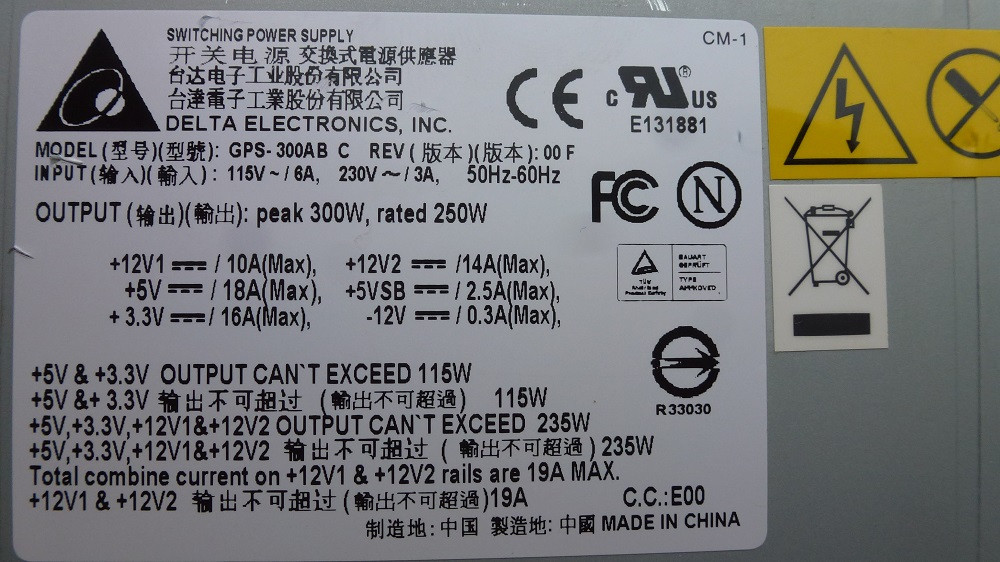 SWITCHING POWER SUPPLY
CM-1
开关电源 交換式電源供應器
台达电子工业股份有限公司
台達電子工業股份有限公司
DELTA ELECTRONICS, INC.
CE
C RU ® US
E131881
MODEL (型号)(型號): GPS-300AB C REV (版本)(版本): 00 F
INPUT (输入)(輸入): 115V~/6A, 230V~/3A, 50Hz-60Hz
FC N
OUTPUT (输出)(輸出): peak 300W, rated 250W
+12V1 ⎓ / 10A(Max), +12V2 ⎓ /14A(Max),
+5V ⎓ / 18A(Max), +5VSB ⎓ / 2.5A(Max),
+ 3.3V ⎓ / 16A(Max), -12V ⎓ / 0.3A(Max),
BAUART
GEPRÜFT
TYPE
APPROVED
TÜV
R33030
+5V & +3.3V OUTPUT CAN`T EXCEED 115W
+5V &+ 3.3V 输出不可超过 (輸出不可超過) 115W
+5V,+3.3V,+12V1&+12V2 OUTPUT CAN`T EXCEED 235W
+5V,+3.3V,+12V1&+12V2 输出不可超过 (輸出不可超過) 235W
Total combine current on +12V1 & +12V2 rails are 19A MAX.
+12V1 & +12V2 输出不可超过 (輸出不可超過)19A
C.C.:E00
制造地: 中国 製造地: 中國 MADE IN CHINA